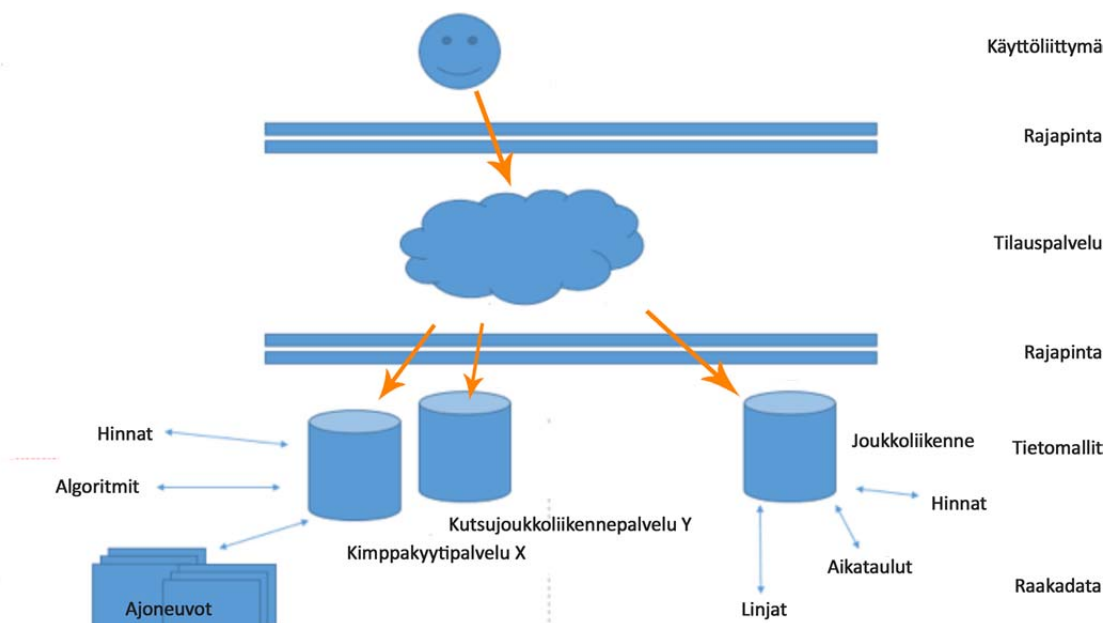 Käyttöliittymä
Rajapinta
Tilauspalvelu
Rajapinta
Hinnat
Joukkoliikenne
Tietomallit
Algoritmit
Hinnat
Kutsujoukkoliikennepalvelu Y
Kimppakyytipalvelu X
Aikataulut
Raakadata
Ajoneuvot
Linjat